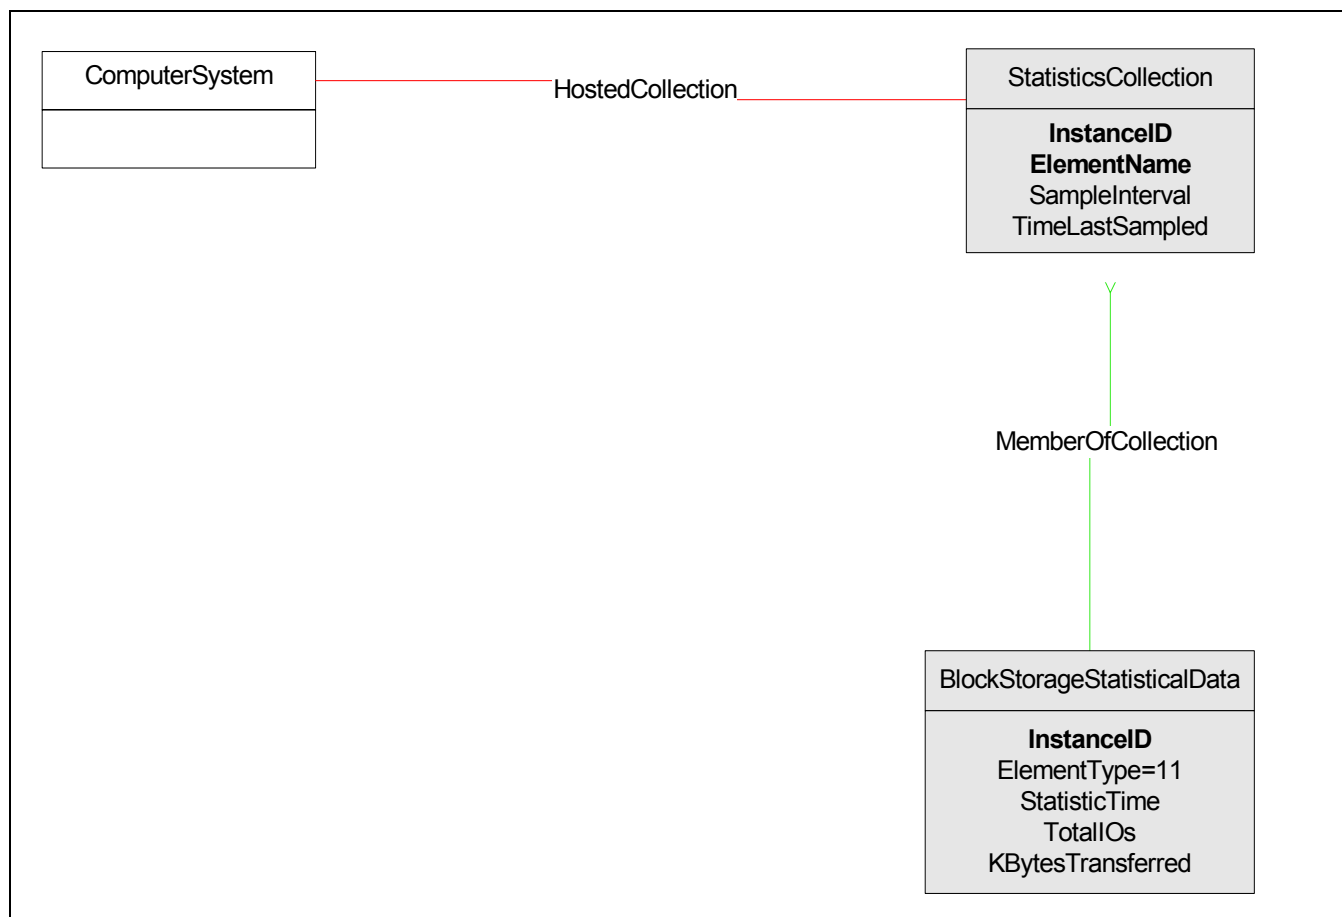 ComputerSystem
HostedCollection
StatisticsCollection
InstanceID
ElementName
SampleInterval
TimeLastSampled
MemberOfCollection
BlockStorageStatisticalData
InstanceID
ElementType=11
StatisticTime
TotalIOs
KBytesTransferred